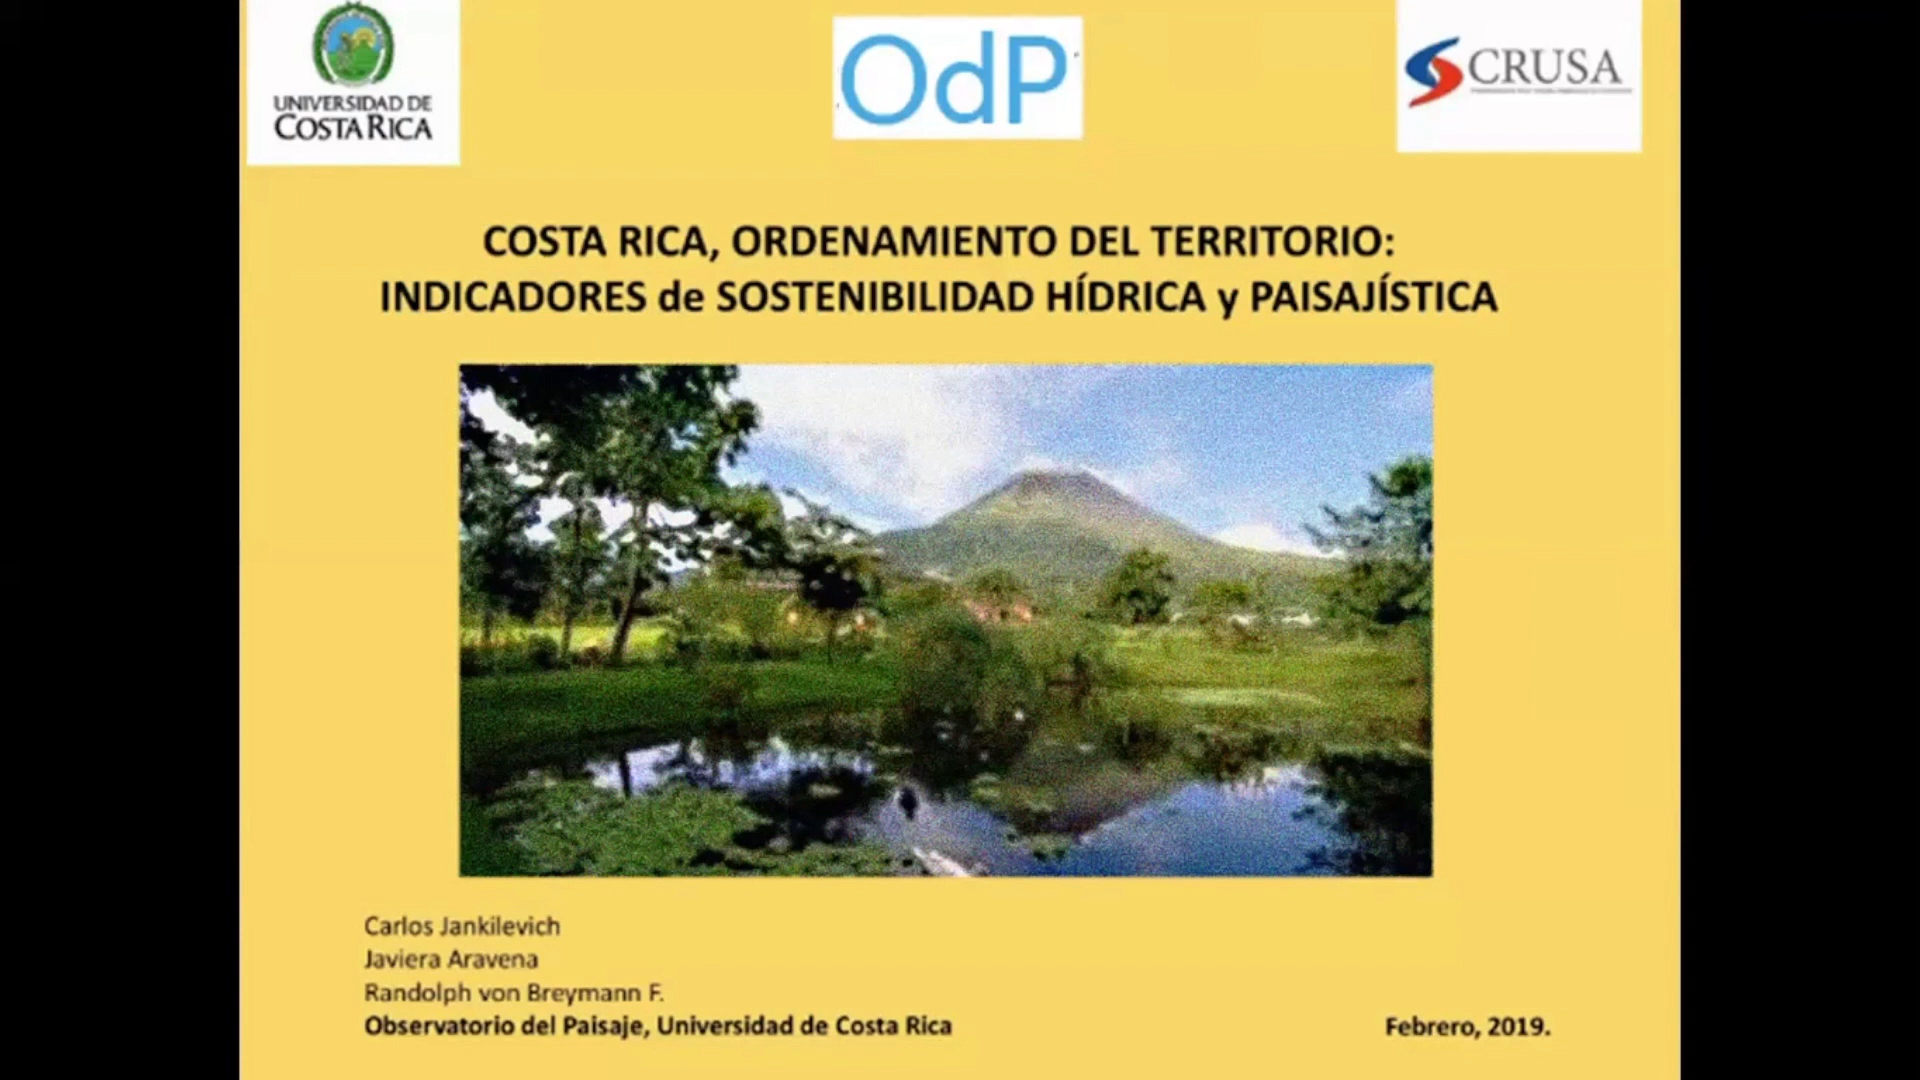 UNIVERSIDAD DE
COSTA RICA
OdP
CRUSA
COSTA RICA, ORDENAMIENTO DEL TERRITORIO:
INDICADORES de SOSTENIBILIDAD HÍDRICA y PAISAJÍSTICA
Carlos Jankilevich
Javiera Aravena
Randolph von Breymann F.
Observatorio del Paisaje, Universidad de Costa Rica
Febrero, 2019.